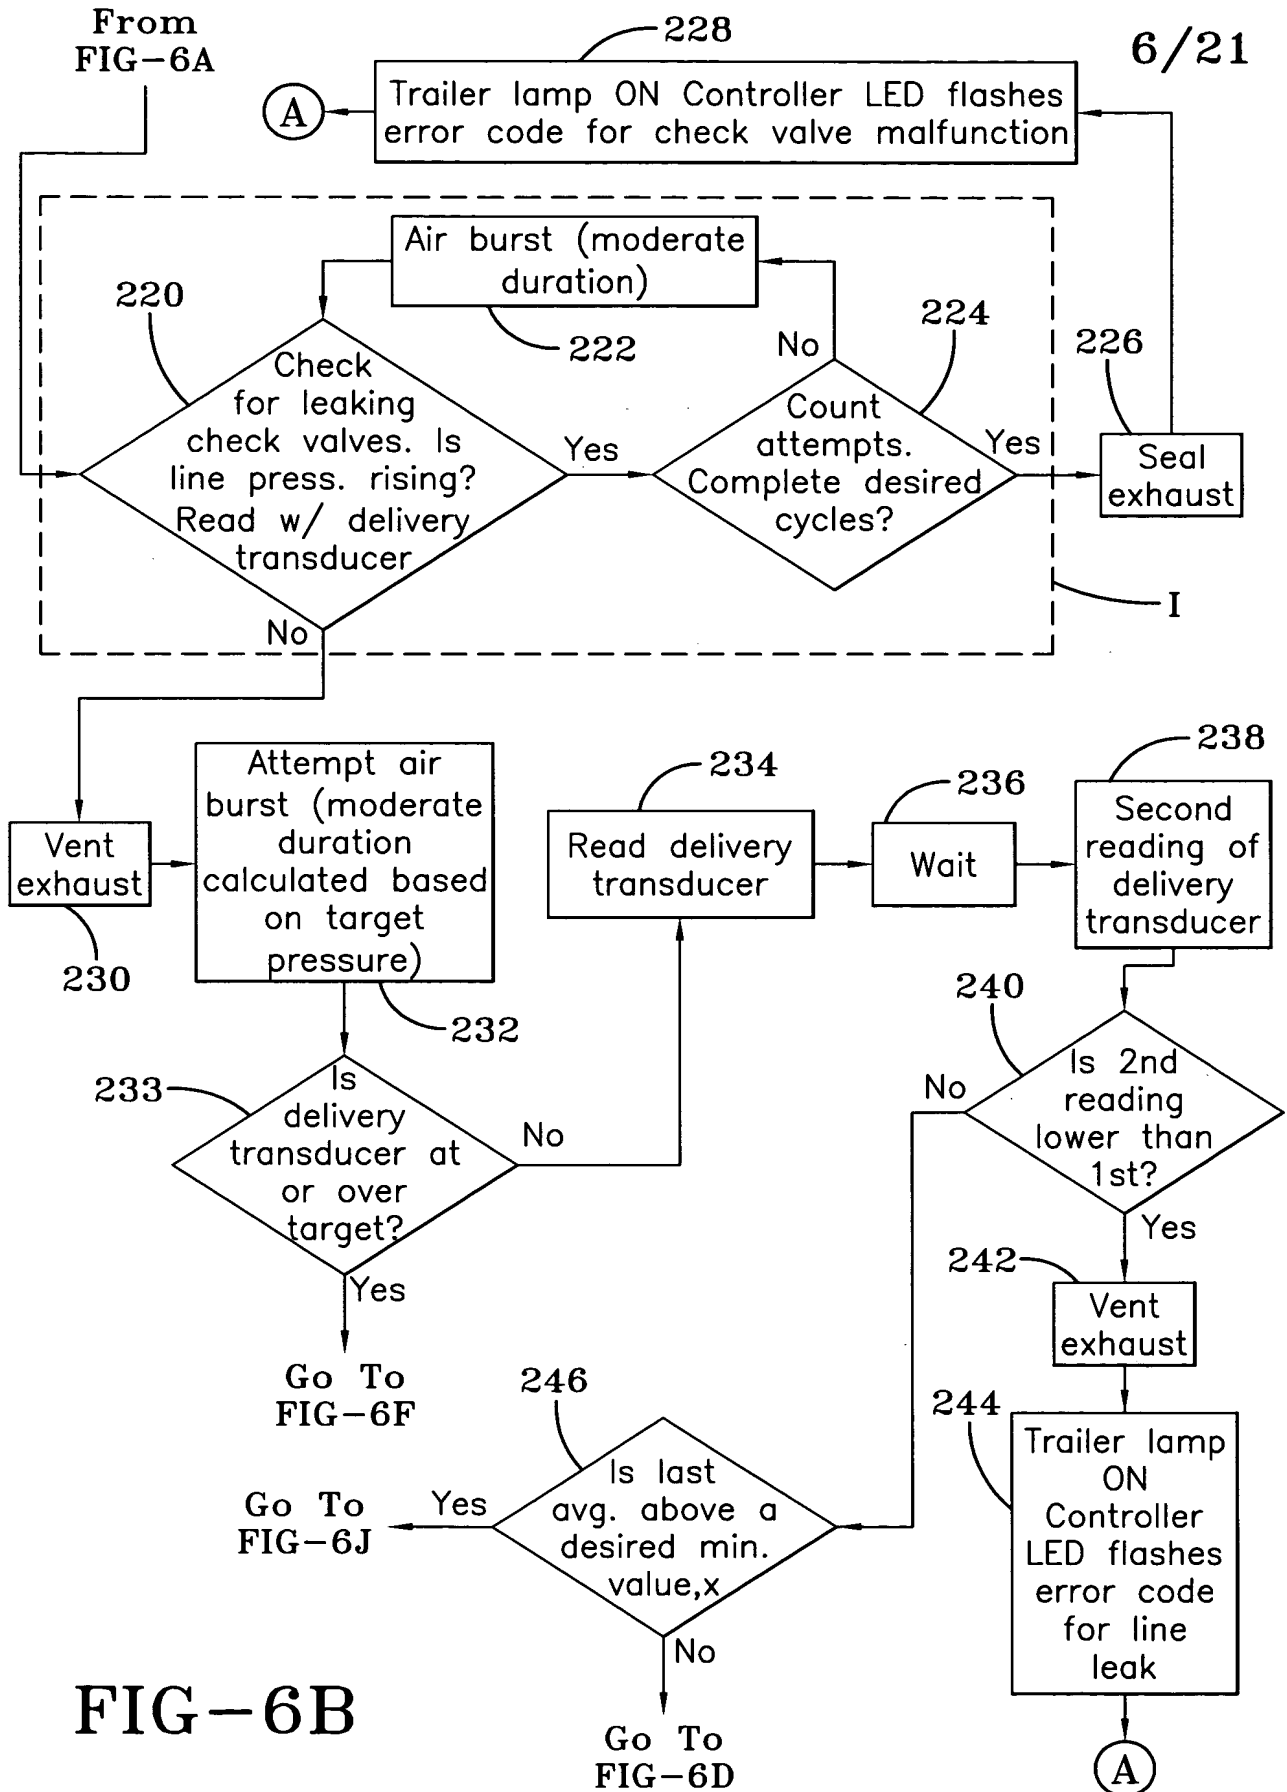 From
FIG-6A
228
6/21
A
Trailer lamp ON Controller LED flashes
error code for check valve malfunction
Air burst (moderate
duration)
220
222
No
224
226
Check
for leaking
check valves. Is
line press. rising?
Read w/ delivery
transducer
Yes
Count
attempts.
Complete desired
cycles?
Yes
Seal
exhaust
I
No
Attempt air
burst (moderate
duration
calculated based
on target
pressure)
234
236
238
Vent
exhaust
Read delivery
transducer
Wait
Second
reading of
delivery
transducer
230
232
240
233
Is
delivery
transducer at
or over
target?
No
No
Is 2nd
reading
lower than
1st?
Yes
Yes
242
Vent
exhaust
Go To
FIG-6F
246
244
Go To
FIG-6J
Yes
Is last
avg. above a
desired min.
value,x
Trailer lamp
ON
Controller
LED flashes
error code
for line
leak
No
FIG-6B
Go To
FIG-6D
A